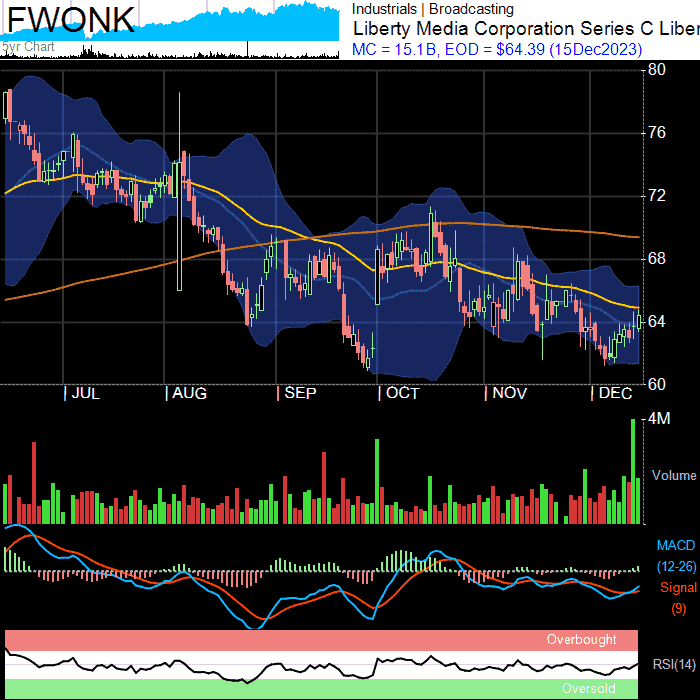 FWONK
5yr Chart
Industrials | Broadcasting
Liberty Media Corporation Series C Liber
MC = 15.1B, EOD = $64.39 (15Dec2023)
80
76
72
68
64
60
| JUL | AUG | SEP | OCT | NOV | DEC
4M
Volume
MACD
(12-26)
Signal
(9)
Overbought
RSI(14)
Oversold